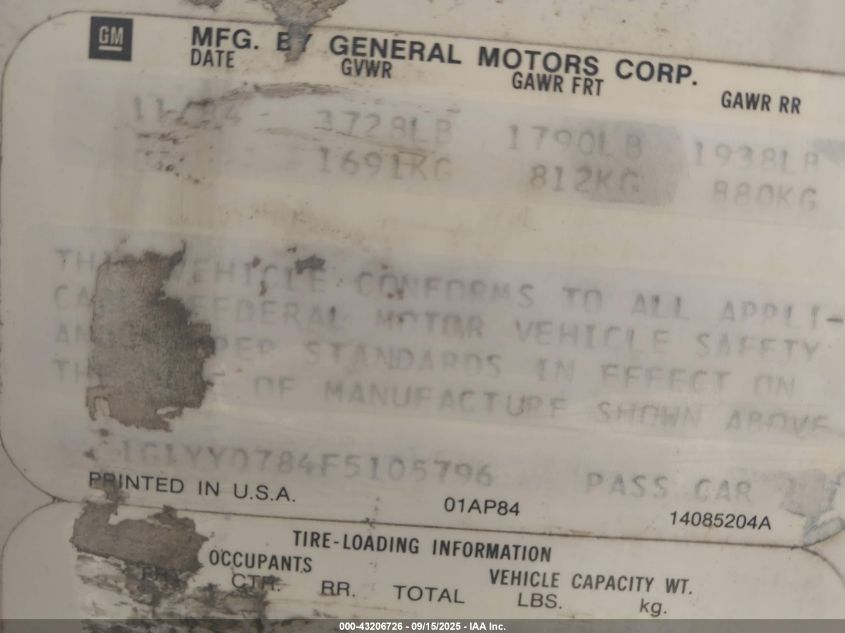 GM
MFG. BY GENERAL MOTORS CORP.
DATE GVWR GAWR FRT GAWR RR
3728LB 1790LB 1938LB
1691KG 812KG 880KG
VEHICLE CONFORMS TO ALL APPLI-
FEDERAL MOTOR VEHICLE SAFETY
STANDARDS IN EFFECT ON
OF MANUFACTURE SHOWN ABOVE
1G1YY0784F5105796 PASS CAR
PRINTED IN U.S.A. 01AP84 14085204A
TIRE-LOADING INFORMATION
OCCUPANTS VEHICLE CAPACITY WT.
CTR. RR. TOTAL LBS. kg.
000-43206726 - 09/15/2025 - IAA Inc.